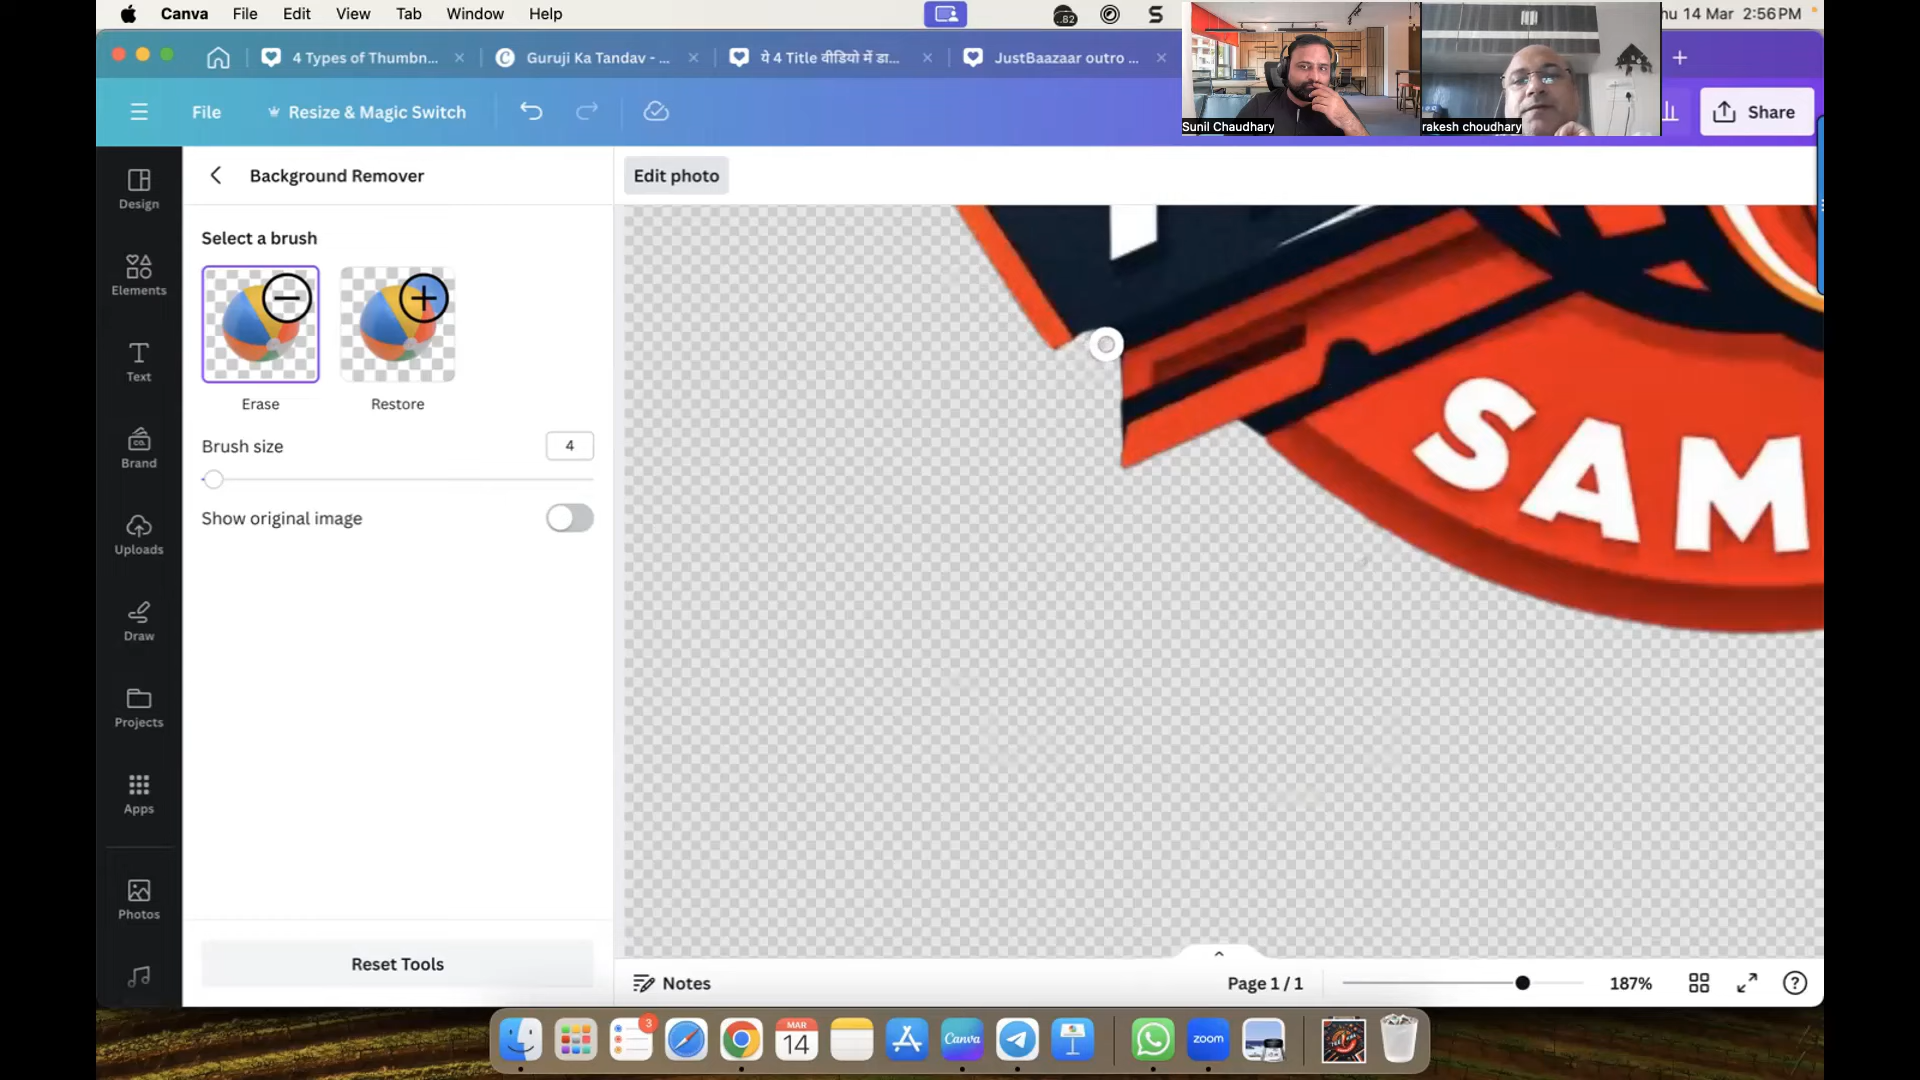 Canva File Edit View Tab Window Help
82
14 Mar 2:56 PM
4 Types of Thumbn...
Guruji Ka Tandav - ...
ये 4 Title वीडियो में डा...
JustBaazaar outro ...
Sunil Chaudhary
rakesh choudhary
File
Resize & Magic Switch
Share
Design
Elements
Text
Brand
Uploads
Draw
Projects
Apps
Photos
Background Remover
Select a brush
Erase
Restore
Brush size
4
Show original image
Reset Tools
Edit photo
SAM
Notes
Page 1 / 1
187%
3
MAR
14
Canva
zoom